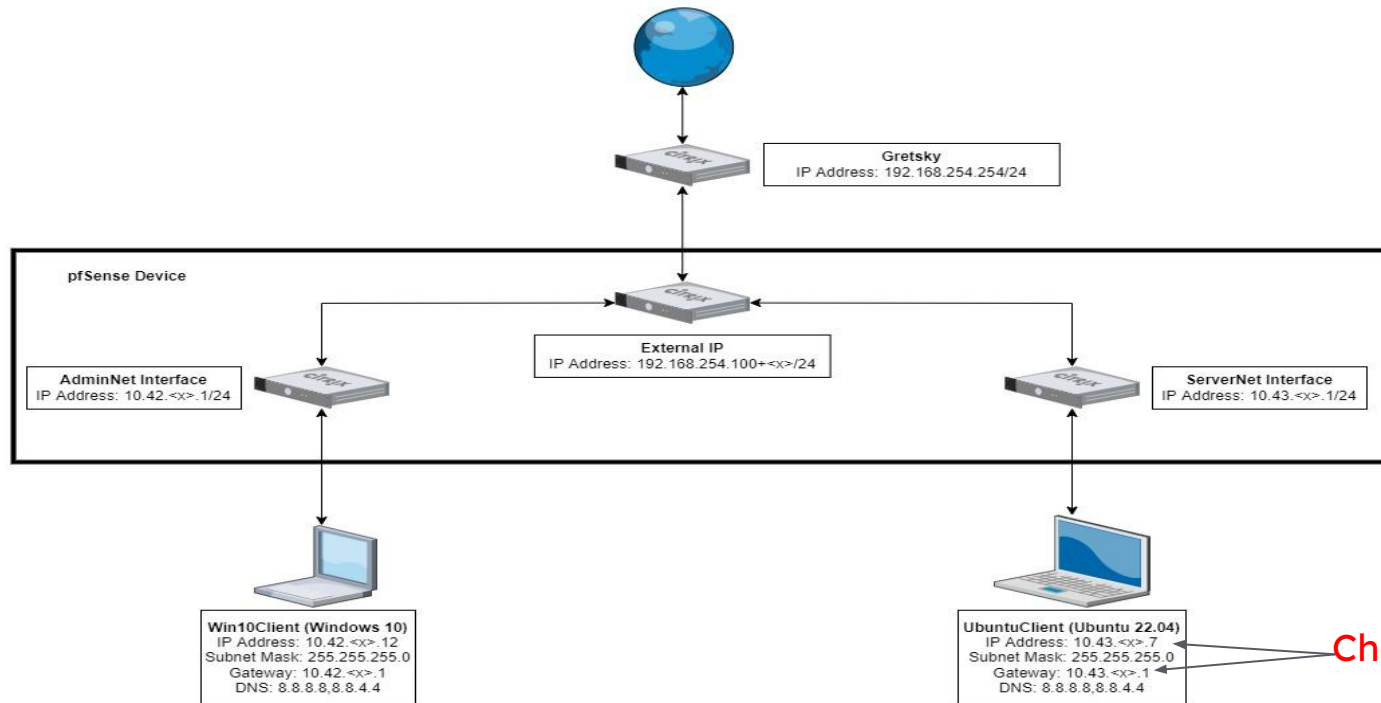 CITRIX
Gretsky
IP Address: 192.168.254.254/24
pfSense Device
CITRIX
External IP
IP Address: 192.168.254.100+<x>/24
AdminNet Interface
IP Address: 10.42.<x>.1/24
CITRIX
CITRIX
ServerNet Interface
IP Address: 10.43.<x>.1/24
Win10Client (Windows 10)
IP Address: 10.42.<x>.12
Subnet Mask: 255.255.255.0
Gateway: 10.42.<x>.1
DNS: 8.8.8.8,8.8.4.4
UbuntuClient (Ubuntu 22.04)
IP Address: 10.43.<x>.7
Subnet Mask: 255.255.255.0
Gateway: 10.43.<x>.1
DNS: 8.8.8.8,8.8.4.4
Ch